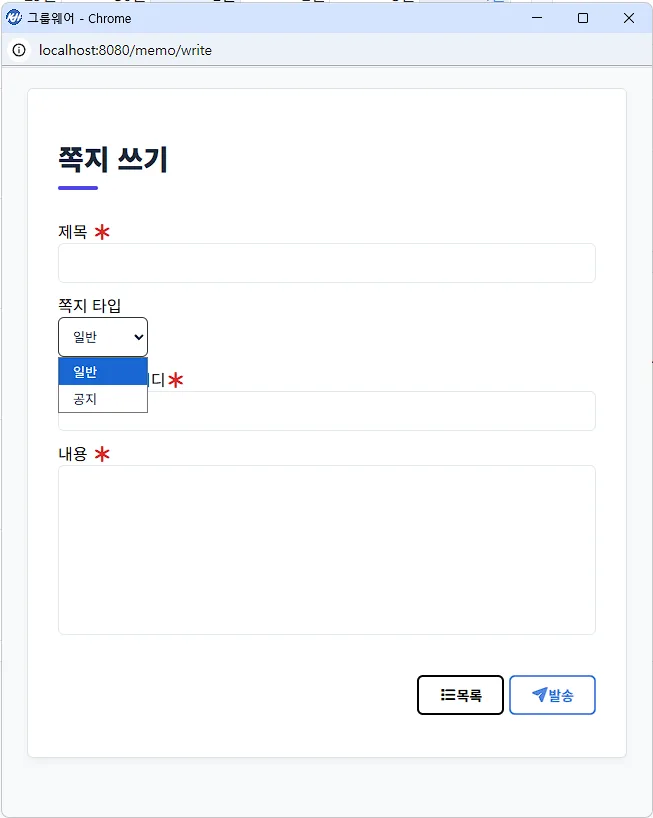 그룹웨어 - Chrome
localhost:8080/memo/write
쪽지 쓰기
제목 *
쪽지 타입
일반
일반
공지
디*
내용 *
목록 발송